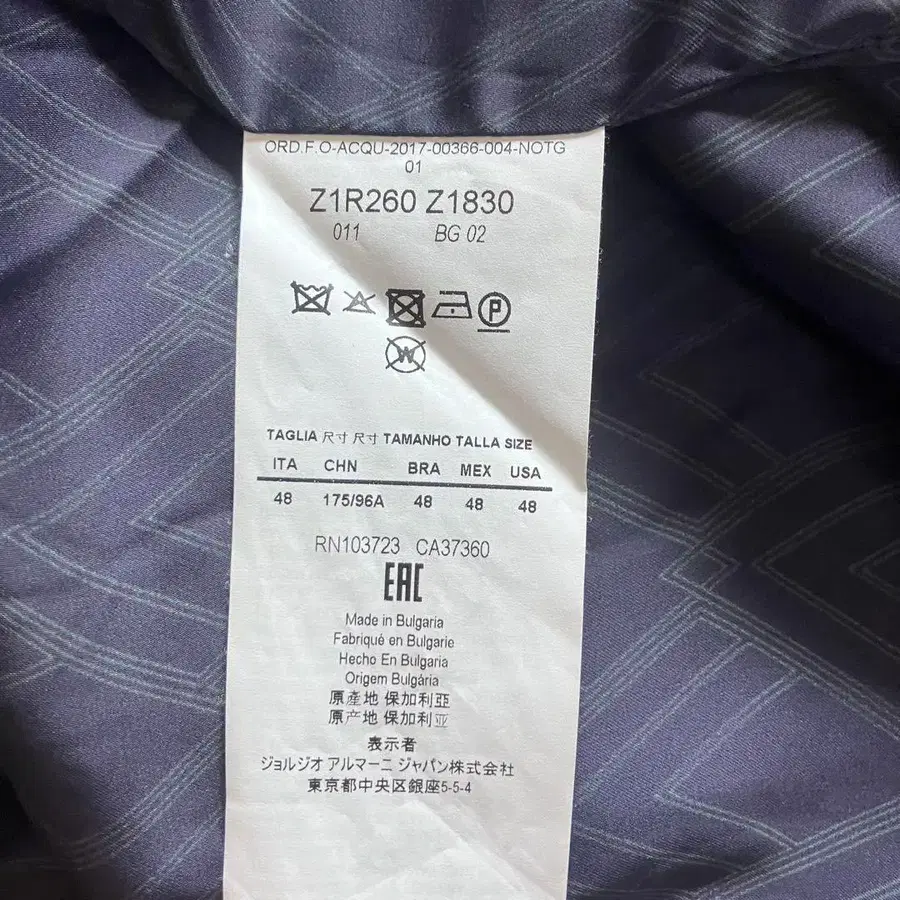 ORD.F.O-ACQU-2017-00366-004-NOTG
01
Z1R260 Z1830
011 BG 02
P
W
TAGLIA 尺寸 尺寸 TAMANHO TALLA SIZE
ITA CHN BRA MEX USA
48 175/96A 48 48 48
RN103723 CA37360
EAC
Made in Bulgaria
Fabriqué en Bulgarie
Hecho En Bulgaria
Origem Bulgária
原產地 保加利亞
原产地 保加利亚
表示者
ジョルジオ アルマーニ ジャパン株式会社
東京都中央区銀座5-5-4